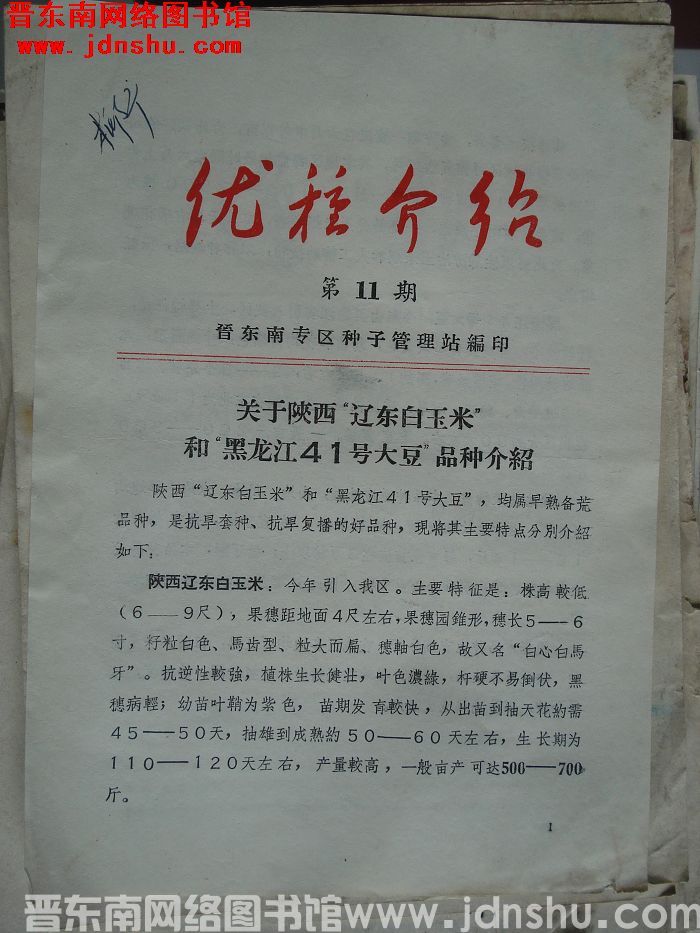 晋东南网络图书馆
www.jdnshu.com
优种介绍
第11期
晋东南专区种子管理站編印
关于陝西“辽东白玉米”
和“黑龙江41号大豆”品种介紹
陝西“辽东白玉米”和“黑龙江41号大豆”，均属早熟备荒
品种，是抗旱套种、抗旱复播的好品种，現将其主要特点分別介紹
如下：
陝西辽东白玉米：今年引入我区。主要特征是：株高較低
（6——9尺），果穗距地面4尺左右，果穗园錐形，穗长5——6
寸，籽粒白色、馬齿型、粒大而扁、穗軸白色，故又名“白心白馬
牙”。抗逆性較強，植株生长健壮，叶色濃綠，杆硬不易倒伏，黑
穗病輕；幼苗叶鞘为紫色，苗期发育較快，从出苗到抽天花約需
45——50天，抽雄到成熟約50——60天左右，生长期为
110——120天左右，产量較高，一般亩产可达500——700
斤。
1
晋东南网络图书馆www.jdnshu.com